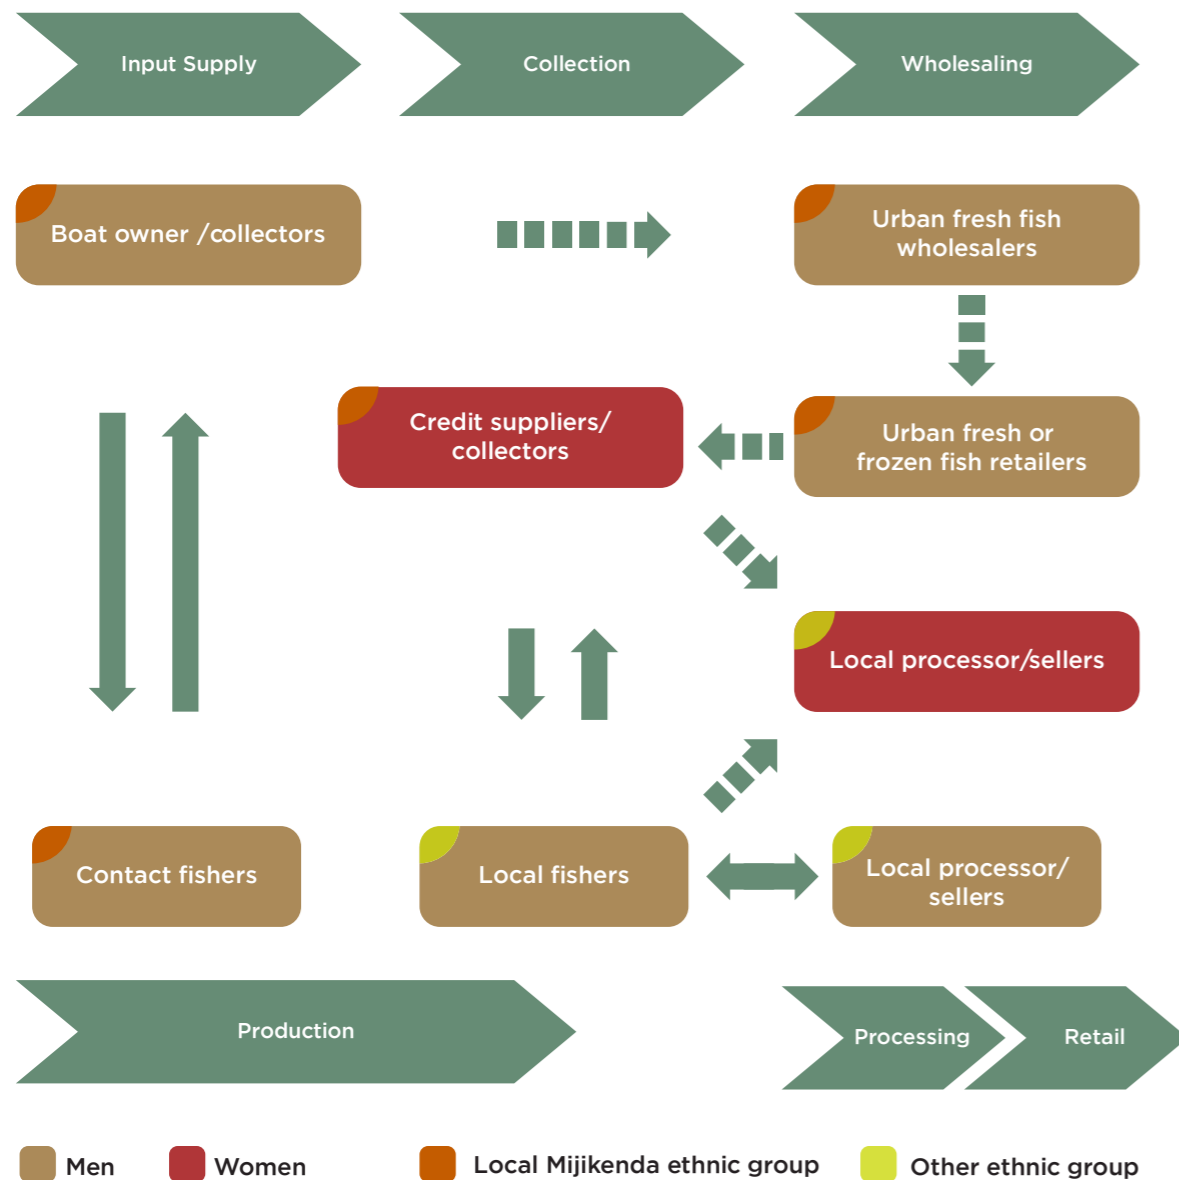 Input Supply
Collection
Wholesaling
Boat owner /collectors
Urban fresh fish
wholesalers
Credit suppliers/
collectors
Urban fresh or
frozen fish retailers
Local processor/sellers
Contact fishers
Local fishers
Local processor/
sellers
Production
Processing
Retail
Men
Women
Local Mijikenda ethnic group
Other ethnic group